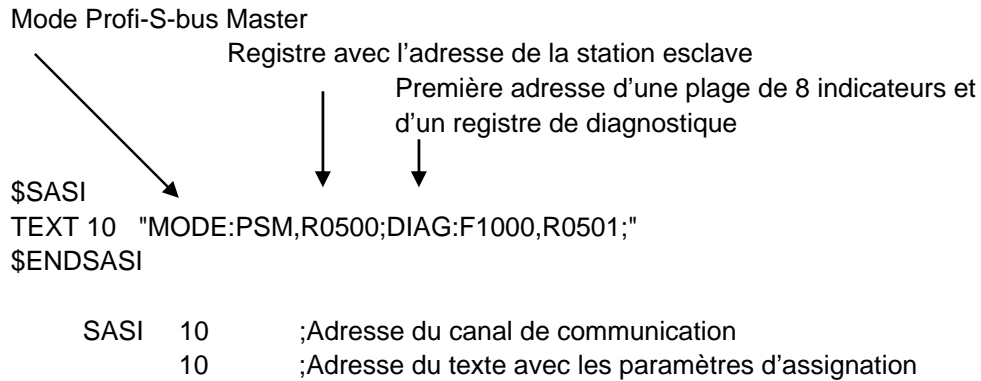 Mode Profi-S-bus Master
Registre avec l’adresse de la station esclave
Première adresse d’une plage de 8 indicateurs et
d’un registre de diagnostique
$SASI
TEXT 10 "MODE:PSM,R0500;DIAG:F1000,R0501;"
$ENDSASI
SASI 10 ;Adresse du canal de communication
10 ;Adresse du texte avec les paramètres d’assignation